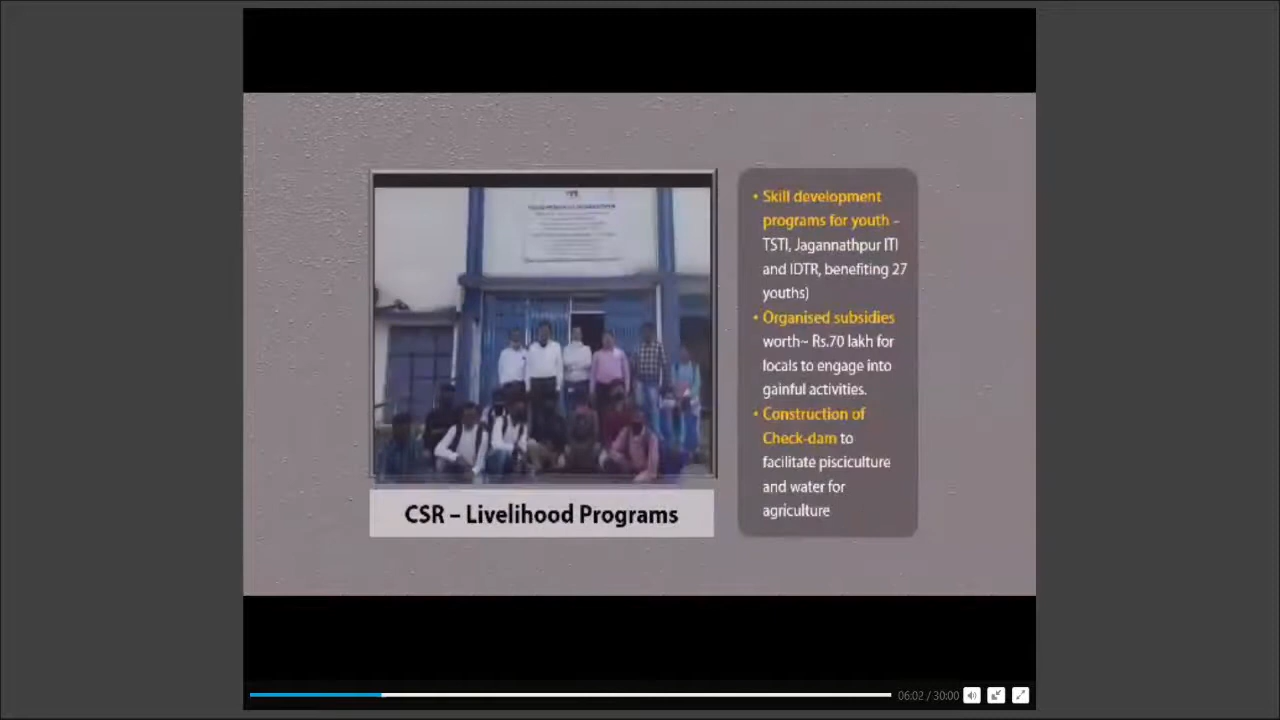 • Skill development
programs for youth –
TSTI, Jagannathpur ITI
and IDTR, benefiting 27
youths)
• Organised subsidies
worth~ Rs.70 lakh for
locals to engage into
gainful activities.
• Construction of
Check-dam to
facilitate pisciculture
and water for
agriculture
CSR – Livelihood Programs
06:02 / 30:00